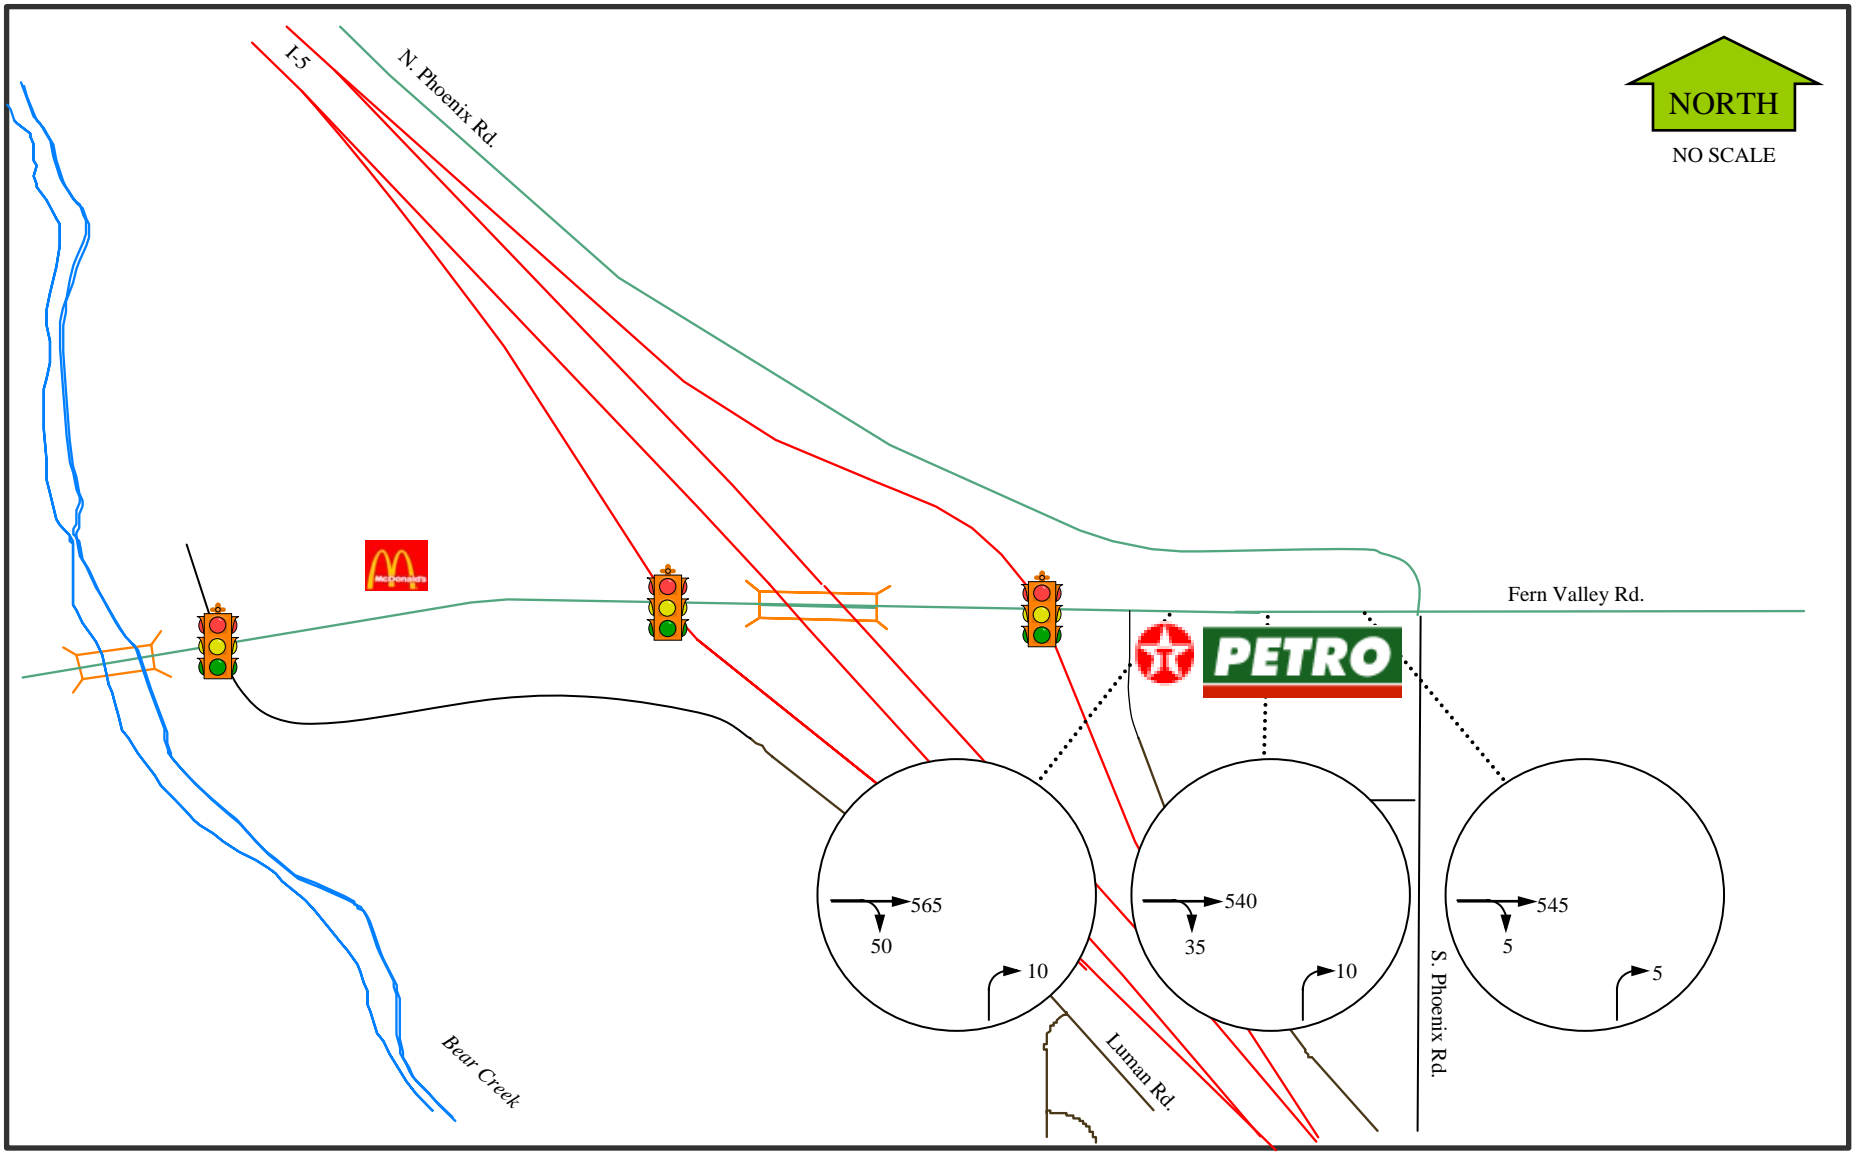 I-5
N. Phoenix Rd.
NORTH
NO SCALE
McDonald's
Fern Valley Rd.
PETRO
565
50
10
540
35
10
545
5
5
S. Phoenix Rd.
Luman Rd.
Bear Creek